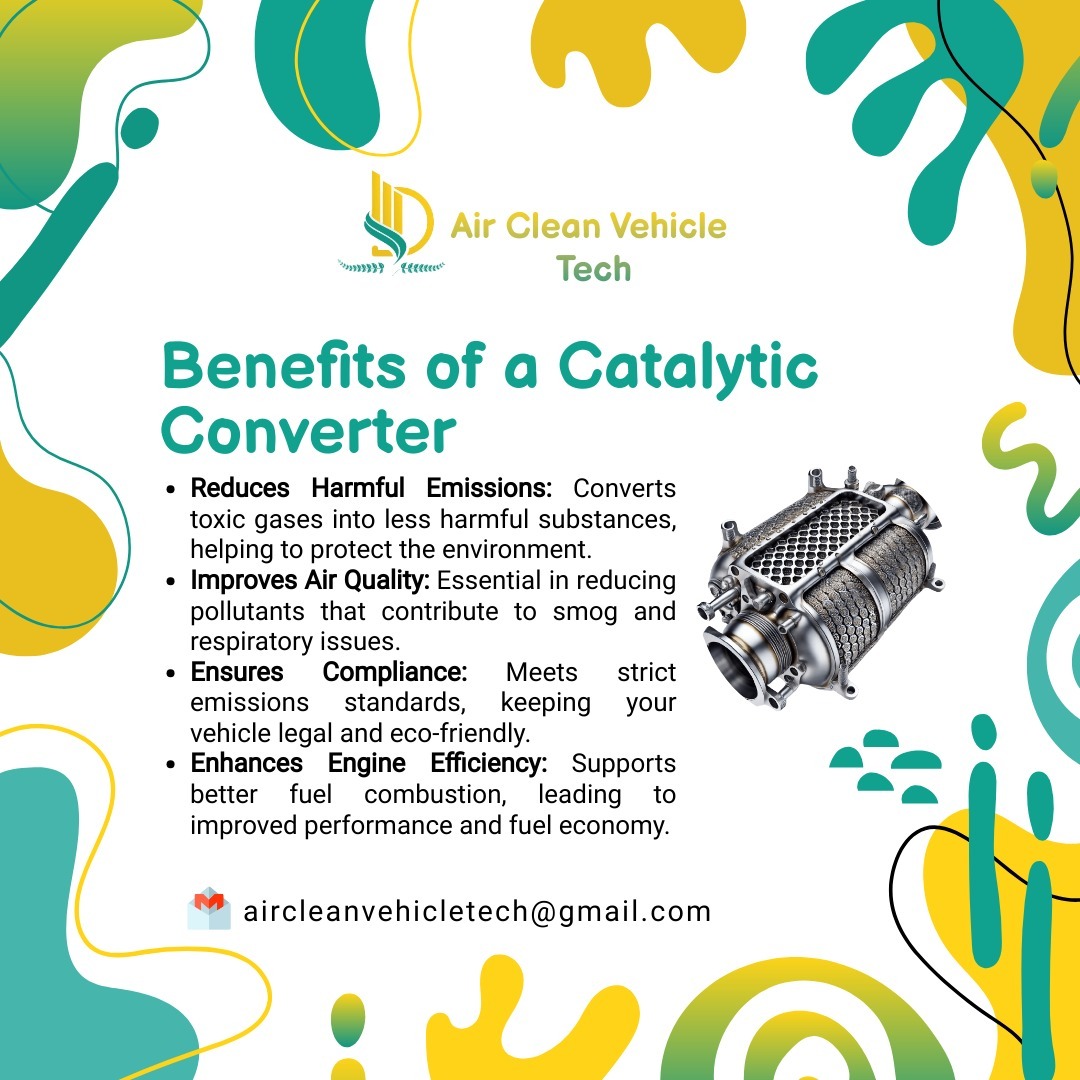 Air Clean Vehicle
Tech
Benefits of a Catalytic
Converter
• Reduces Harmful Emissions: Converts
toxic gases into less harmful substances,
helping to protect the environment.
• Improves Air Quality: Essential in reducing
pollutants that contribute to smog and
respiratory issues.
• Ensures Compliance: Meets strict
emissions standards, keeping your
vehicle legal and eco-friendly.
• Enhances Engine Efficiency: Supports
better fuel combustion, leading to
improved performance and fuel economy.
aircleanvehicletech@gmail.com